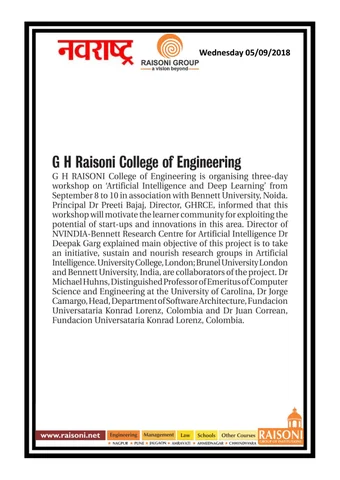 नवराष्ट्र
RAISONI GROUP
a vision beyond
Wednesday 05/09/2018
G H Raisoni College of Engineering
G H RAISONI College of Engineering is organising three-day
workshop on 'Artificial Intelligence and Deep Learning' from
September 8 to 10 in association with Bennett University, Noida.
Principal Dr Preeti Bajaj, Director, GHRCE, informed that this
workshop will motivate the learner community for exploiting the
potential of start-ups and innovations in this area. Director of
NVINDIA-Bennett Research Centre for Artificial Intelligence Dr
Deepak Garg explained main objective of this project is to take
an initiative, sustain and nourish research groups in Artificial
Intelligence. University College, London; Brunel University London
and Bennett University, India, are collaborators of the project. Dr
Michael Huhns, Distinguished Professor of Emeritus of Computer
Science and Engineering at the University of Carolina, Dr Jorge
Camargo, Head, Department of Software Architecture, Fundacion
Universataria Konrad Lorenz, Colombia and Dr Juan Correan,
Fundacion Universataria Konrad Lorenz, Colombia.
www.raisoni.net Engineering Management Law Schools Other Courses RAISONI
NAGPUR PUNE JALGAON AMRAVATI AHMEDNAGAR CHHINDWARA